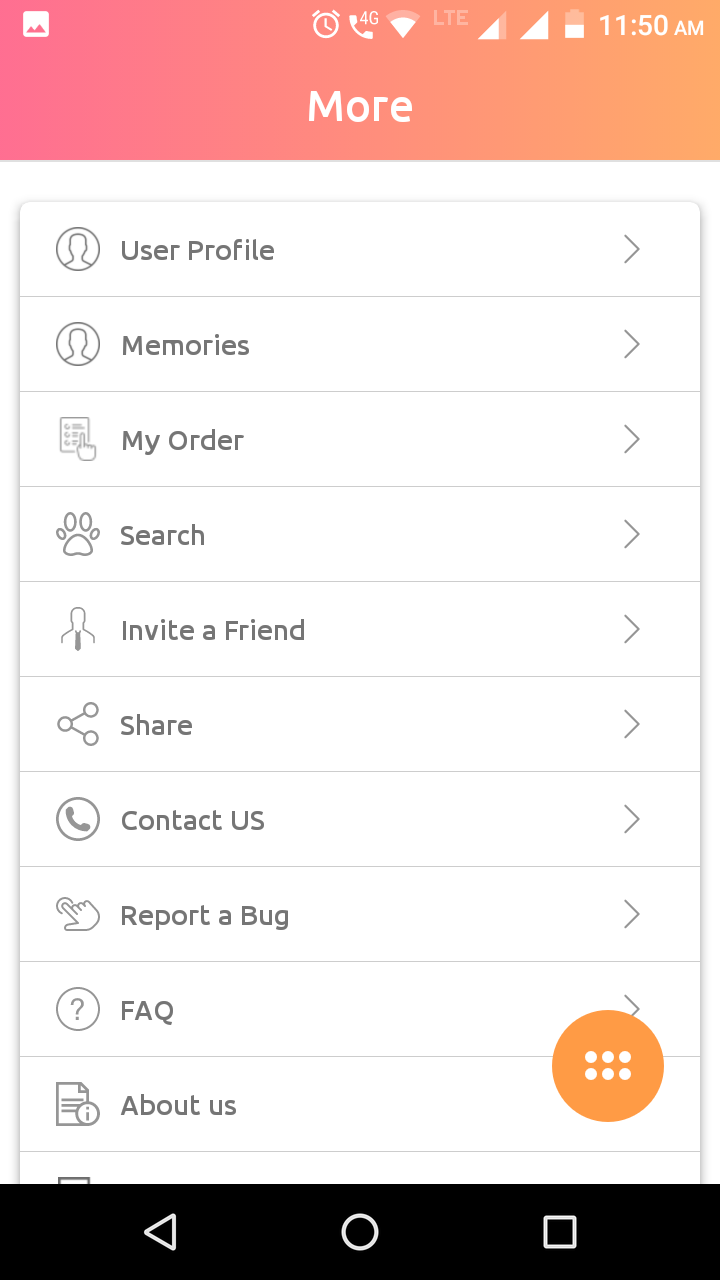 4G LTE 11:50 AM
More
User Profile
Memories
My Order
Search
Invite a Friend
Share
Contact US
Report a Bug
? FAQ
About us